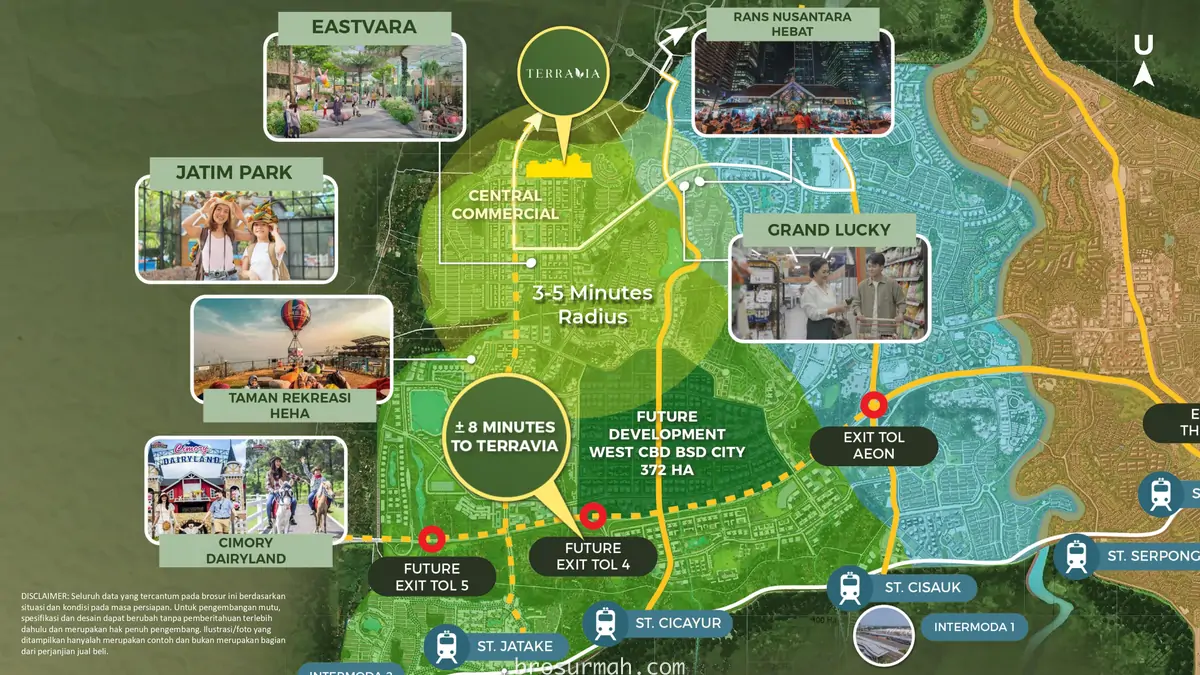 EASTVARA
TERRAVIA
RANS NUSANTARA
HEBAT
U
JATIM PARK
CENTRAL
COMMERCIAL
GRAND LUCKY
3-5 Minutes
Radius
TAMAN REKREASI
HEHA
± 8 MINUTES
TO TERRAVIA
FUTURE
DEVELOPMENT
WEST CBD BSD CITY
372 HA
EXIT TOL
AEON
E
TH
Cimory
DAIRYLAND
CIMORY
DAIRYLAND
FUTURE
EXIT TOL 5
FUTURE
EXIT TOL 4
S
ST. SERPONG
ST. CISAUK
INTERMODA 1
ST. CICAYUR
ST. JATAKE
DISCLAIMER: Seluruh data yang tercantum pada brosur ini berdasarkan
situasi dan kondisi pada masa persiapan. Untuk pengembangan mutu,
spesifikasi dan desain dapat berubah tanpa pemberitahuan terlebih
dahulu dan merupakan hak penuh pengembang. Ilustrasi/foto yang
ditampilkan hanyalah merupakan contoh dan bukan merupakan bagian
dari perjanjian jual beli.
brosurmah.com